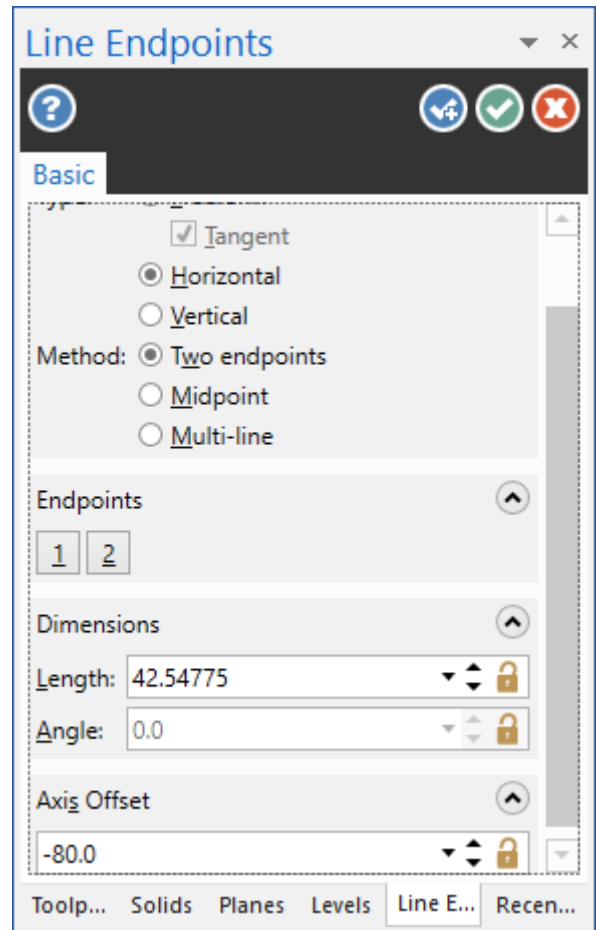 Line Endpoints
Basic
Tangent
Horizontal
Vertical
Method: Two endpoints
Midpoint
Multi-line
Endpoints
1 2
Dimensions
Length: 42.54775
Angle: 0.0
Axis Offset
-80.0
Toolp... Solids Planes Levels Line E... Recen...